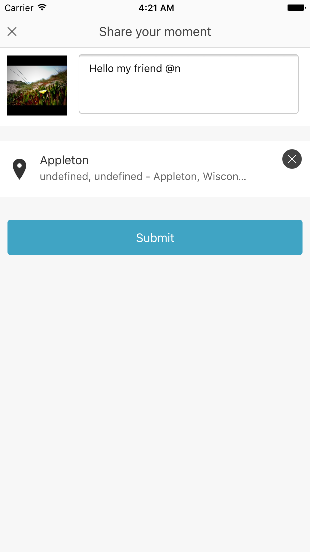 Carrier 4:21 AM
Share your moment
Hello my friend @n
Appleton
undefined, undefined - Appleton, Wiscon...
Submit